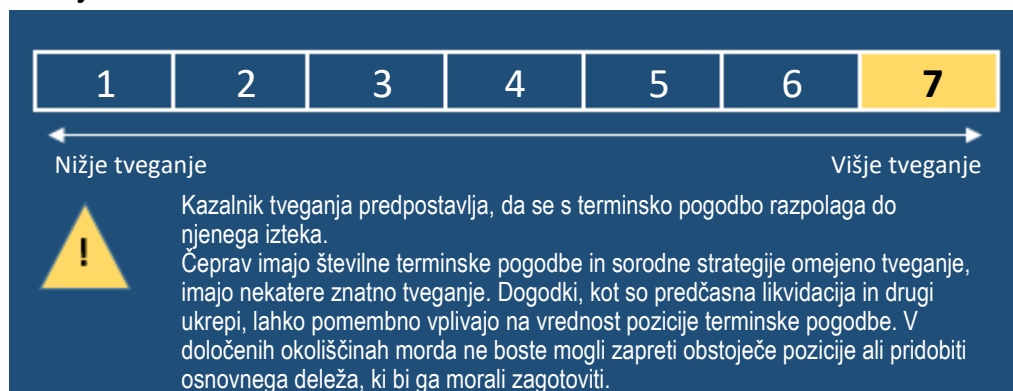 1 2 3 4 5 6 7
Nižje tveganje Višje tveganje
Kazalnik tveganja predpostavlja, da se s terminsko pogodbo razpolaga do
njenega izteka.
!
Čeprav imajo številne terminske pogodbe in sorodne strategije omejeno tveganje,
imajo nekatere znatno tveganje. Dogodki, kot so predčasna likvidacija in drugi
ukrepi, lahko pomembno vplivajo na vrednost pozicije terminske pogodbe. V
določenih okoliščinah morda ne boste mogli zapreti obstoječe pozicije ali pridobiti
osnovnega deleža, ki bi ga morali zagotoviti.